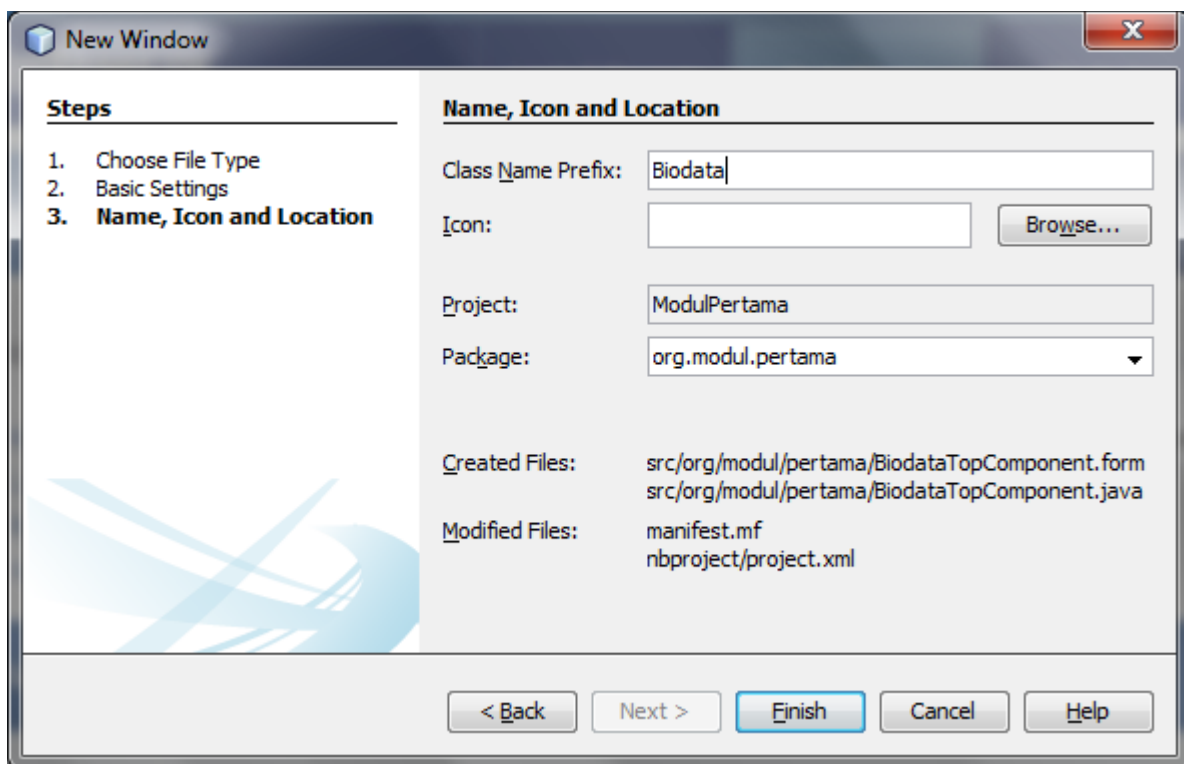 New Window
X
Steps
1. Choose File Type
2. Basic Settings
3. Name, Icon and Location
Name, Icon and Location
Class Name Prefix: Biodata
Icon: Browse...
Project: ModulPertama
Package: org.modul.pertama
Created Files: src/org/modul/pertama/BiodataTopComponent.form
src/org/modul/pertama/BiodataTopComponent.java
Modified Files: manifest.mf
nbproject/project.xml
< Back Next > Finish Cancel Help